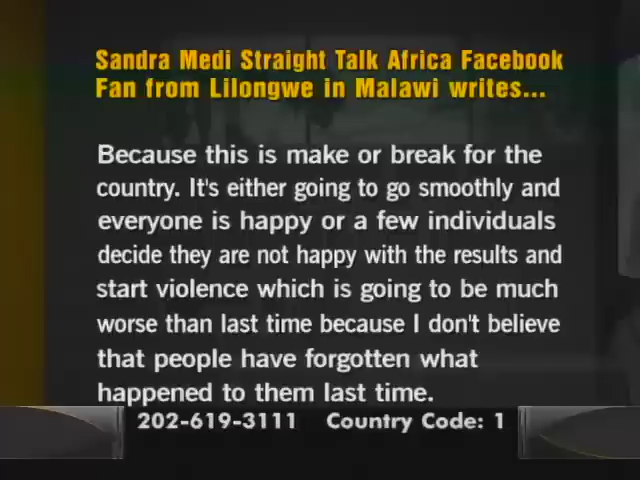 Sandra Medi Straight Talk Africa Facebook
Fan from Lilongwe in Malawi writes...
Because this is make or break for the
country. It's either going to go smoothly and
everyone is happy or a few individuals
decide they are not happy with the results and
start violence which is going to be much
worse than last time because I don't believe
that people have forgotten what
happened to them last time.
202-619-3111 Country Code: 1